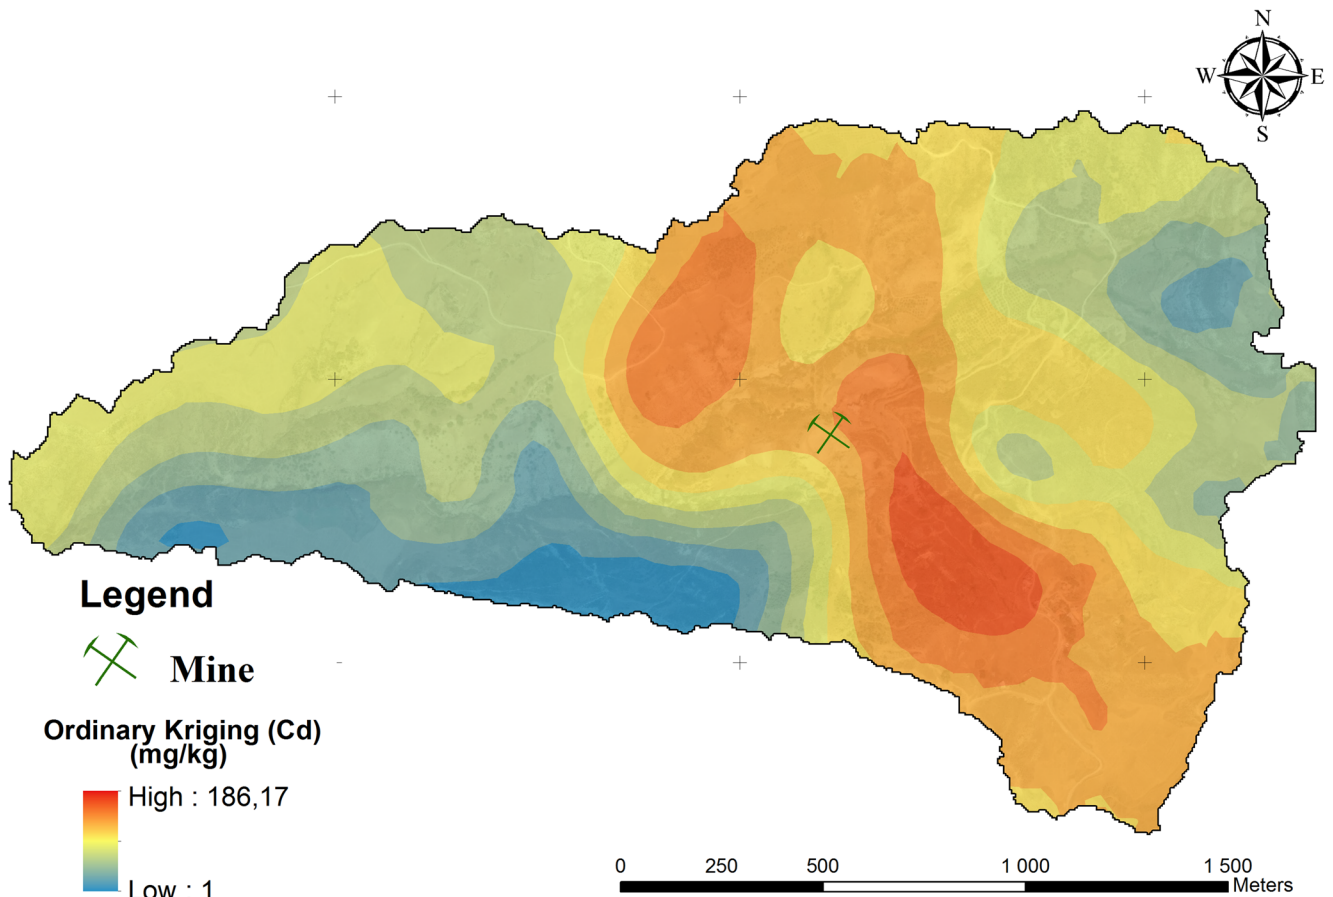 N
W E
S
Legend
Mine
Ordinary Kriging (Cd)
(mg/kg)
High : 186,17
Low : 1
0 250 500 1 000 1 500
Meters